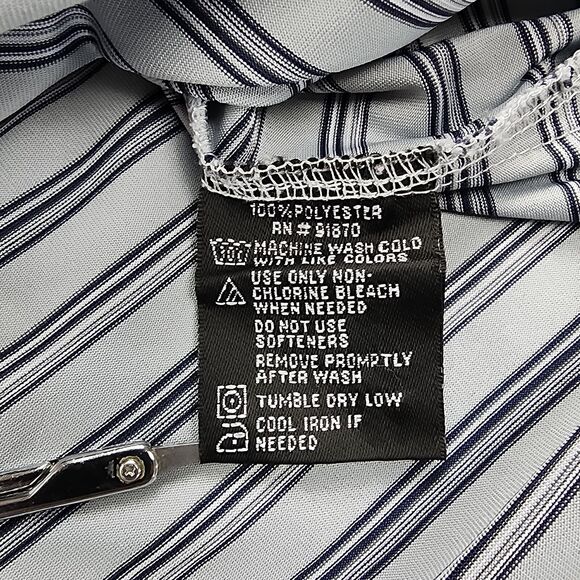 100% POLYESTER
RN # 91870
MACHINE WASH COLD
WITH LIKE COLORS
USE ONLY NON-
CHLORINE BLEACH
WHEN NEEDED
DO NOT USE
SOFTENERS
REMOVE PROMPTLY
AFTER WASH
TUMBLE DRY LOW
COOL IRON IF
NEEDED